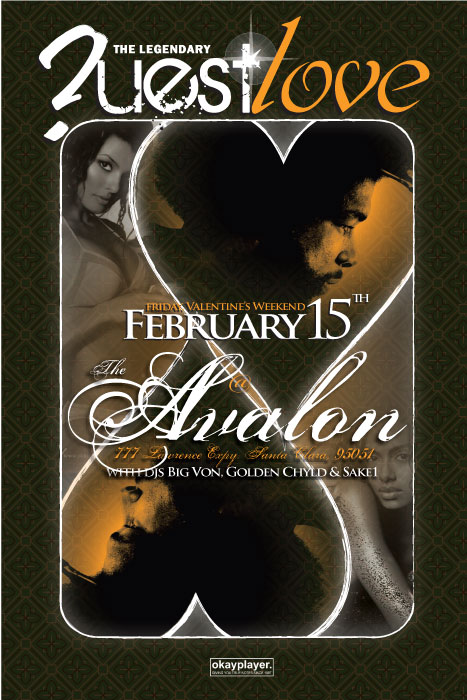 THE LEGENDARY
?uestlove
FRIDAY VALENTINE'S WEEKEND
FEBRUARY 15TH
@
The Avalon
777 Lawrence Expy, Santa Clara, 95051
WITH DJS BIG VON, GOLDEN CHYLD & SAKE1
okayplayer.